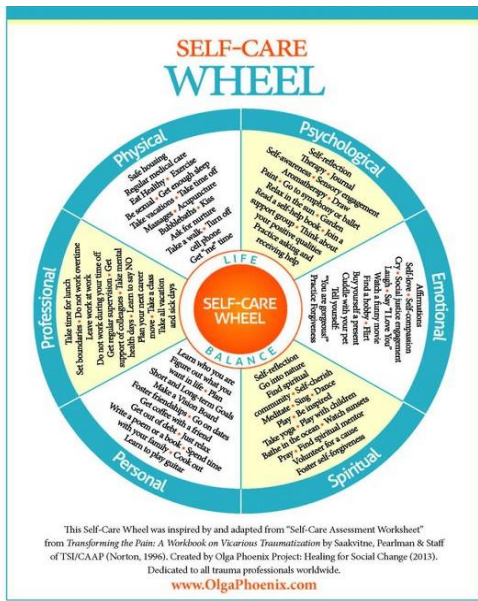 SELF-CARE
WHEEL
Physical
Safe housing
Regular medical care
Eat Healthy • Exercise
Be sexual • Get enough sleep
Take vacations • Take time off
Massages • Acupuncture
Bubblebaths • Kiss
Ask for nurture
Take a walk • Turn off
cell phone
Get "me" time
Psychological
Self-reflection
Therapy • Journal
Self-awareness • Sensory engagement
Aromatherapy • Draw
Paint • Go to symphony or ballet
Relax in the sun • Garden
Read a self-help book • Join a
support group • Think about
your positive qualities
Practice asking and
receiving help
Emotional
Affirmations
Self-love • Self-compassion
Cry • Social justice engagement
Laugh • Say "I Love You"
Watch a funny movie
Find a hobby • Flirt
Buy yourself a present
Cuddle with your pet
Tell yourself:
"You are gorgeous!"
Practice Forgiveness
Spiritual
Self-reflection
Go into nature
Find spiritual
community • Self-cherish
Meditate • Sing • Dance
Play • Be inspired
Take yoga • Play with children
Bathe in the ocean • Watch sunsets
Pray • Find spiritual mentor
Volunteer for a cause
Foster self-forgiveness
Personal
Learn who you are
Figure out what you
want in life • Plan
Short and Long-term Goals
Make a Vision Board
Foster friendships • Go on dates
Get coffee with a friend
Get out of debt • Just relax
Write a poem or a book • Spend time
with your family • Cook out
Learn to play guitar
Professional
Take time for lunch
Set boundaries • Do not work overtime
Leave work at work
Do not work during your time off
Get regular supervision • Get
support of colleagues • Take mental
health days • Learn to say NO
Plan your next career
move • Take a class
Take all vacation
and sick days
LIFE
SELF-CARE
WHEEL
BALANCE
This Self-Care Wheel was inspired by and adapted from "Self-Care Assessment Worksheet"
from Transforming the Pain: A Workbook on Vicarious Traumatization by Saakvitne, Pearlman & Staff
of TSI/CAAP (Norton, 1996). Created by Olga Phoenix Project: Healing for Social Change (2013).
Dedicated to all trauma professionals worldwide.
www.OlgaPhoenix.com